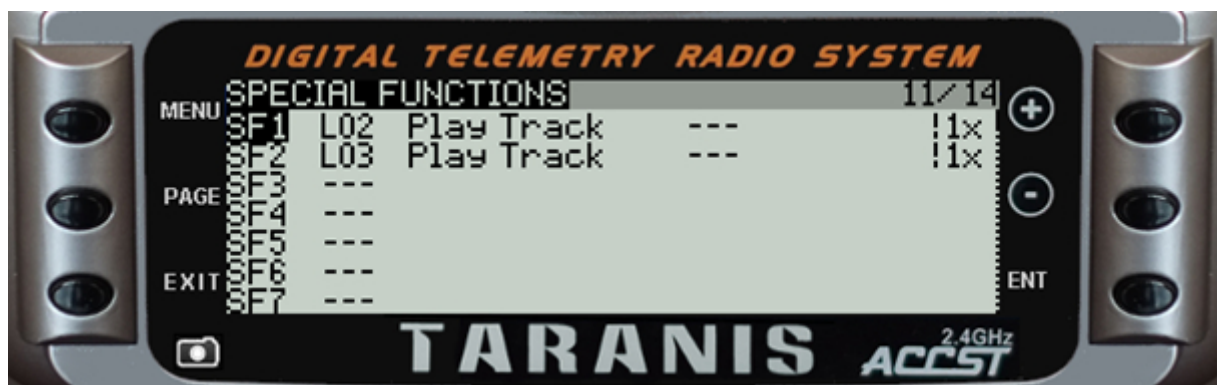 DIGITAL TELEMETRY RADIO SYSTEM
MENU
PAGE
EXIT
SPECIAL FUNCTIONS 11/14
SF1 L02 Play Track --- !1x
SF2 L03 Play Track --- !1x
SF3 ---
SF4 ---
SF5 ---
SF6 ---
SF7 ---
+
-
ENT
TARANIS
2.4GHz
ACCST